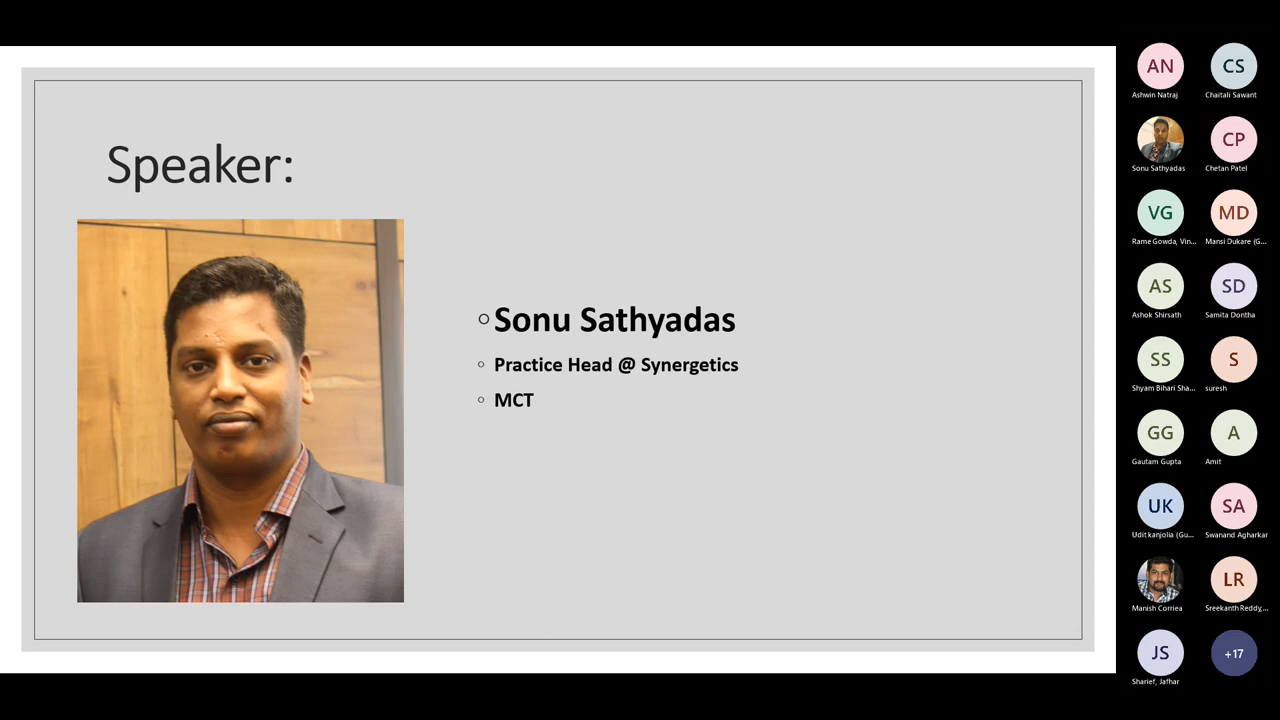 Speaker:
Sonu Sathyadas
Practice Head @ Synergetics
MCT
AN
CS
Ashwin Natraj
Chaitali Sawant
CP
Sonu Sathyadas
Chetan Patel
VG
MD
Rame Gowda, Vin...
Mansi Dukare (G...
AS
SD
Ashok Shirsath
Samita Dontha
SS
S
Shyam Bihari Sha...
suresh
GG
A
Gautam Gupta
Amit
UK
SA
Udit kanjolia (Gu...
Swanand Agharkar
LR
Manish Corriea
Sreekanth Reddy,...
JS
+17
Sharief, Jafhar